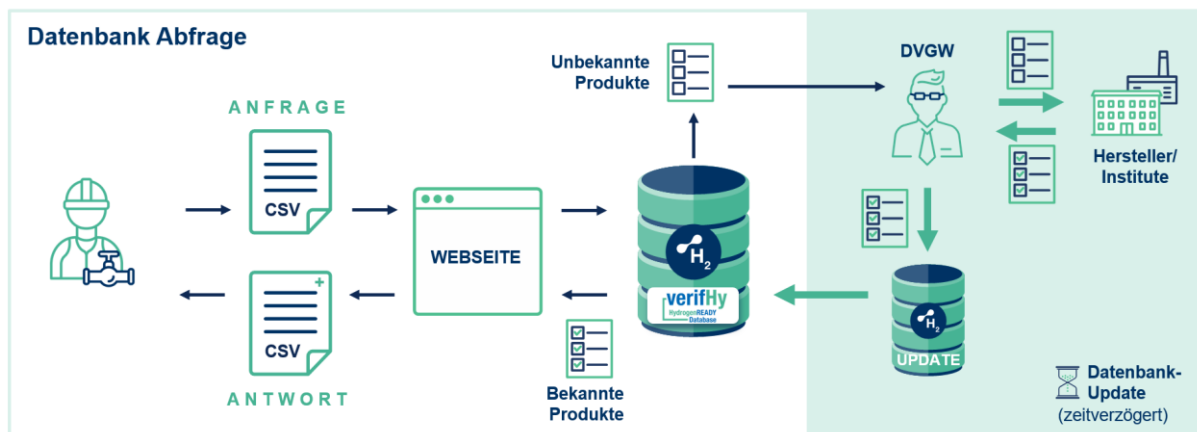 Datenbank Abfrage
ANFRAGE
CSV
WEBSEITE
Unbekannte
Produkte
H2
verifHy
HydrogenREADY
Database
CSV
ANTWORT
Bekannte
Produkte
DVGW
Hersteller/
Institute
H2
UPDATE
Datenbank-
Update
(zeitverzögert)